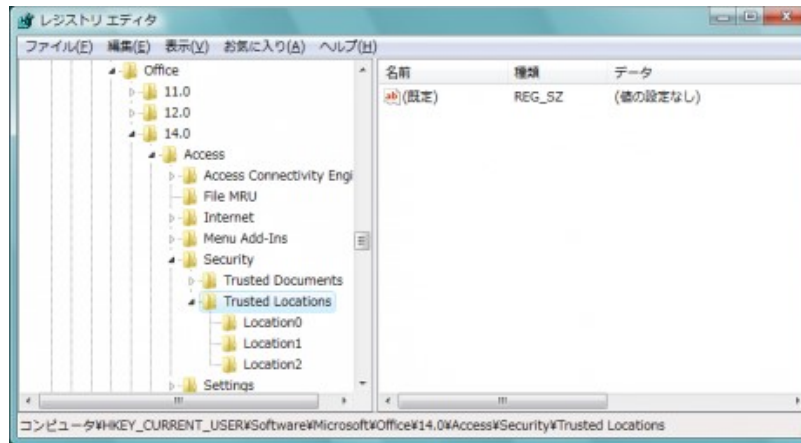 レジストリ エディタ
ファイル(F) 編集(E) 表示(V) お気に入り(A) ヘルプ(H)
Office
11.0
12.0
14.0
Access
Access Connectivity Engi
File MRU
Internet
Menu Add-Ins
Security
Trusted Documents
Trusted Locations
Location0
Location1
Location2
Settings
名前 種類 データ
ab (既定) REG_SZ (値の設定なし)
コンピュータ¥HKEY_CURRENT_USER¥Software¥Microsoft¥Office¥14.0¥Access¥Security¥Trusted Locations